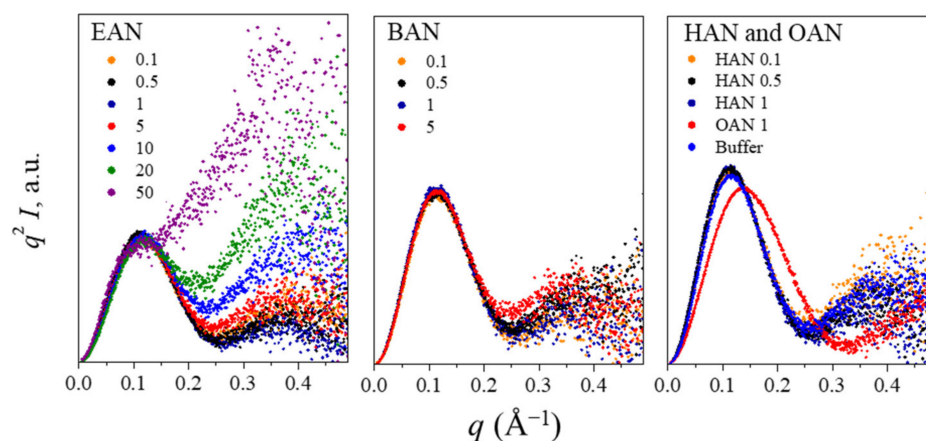 EAN
0.1
0.5
1
5
10
20
50
BAN
0.1
0.5
1
5
HAN and OAN
HAN 0.1
HAN 0.5
HAN 1
OAN 1
Buffer
q² I, a.u.
0.0 0.1 0.2 0.3 0.4
0.0 0.1 0.2 0.3 0.4
0.0 0.1 0.2 0.3 0.4
q (Å⁻¹)